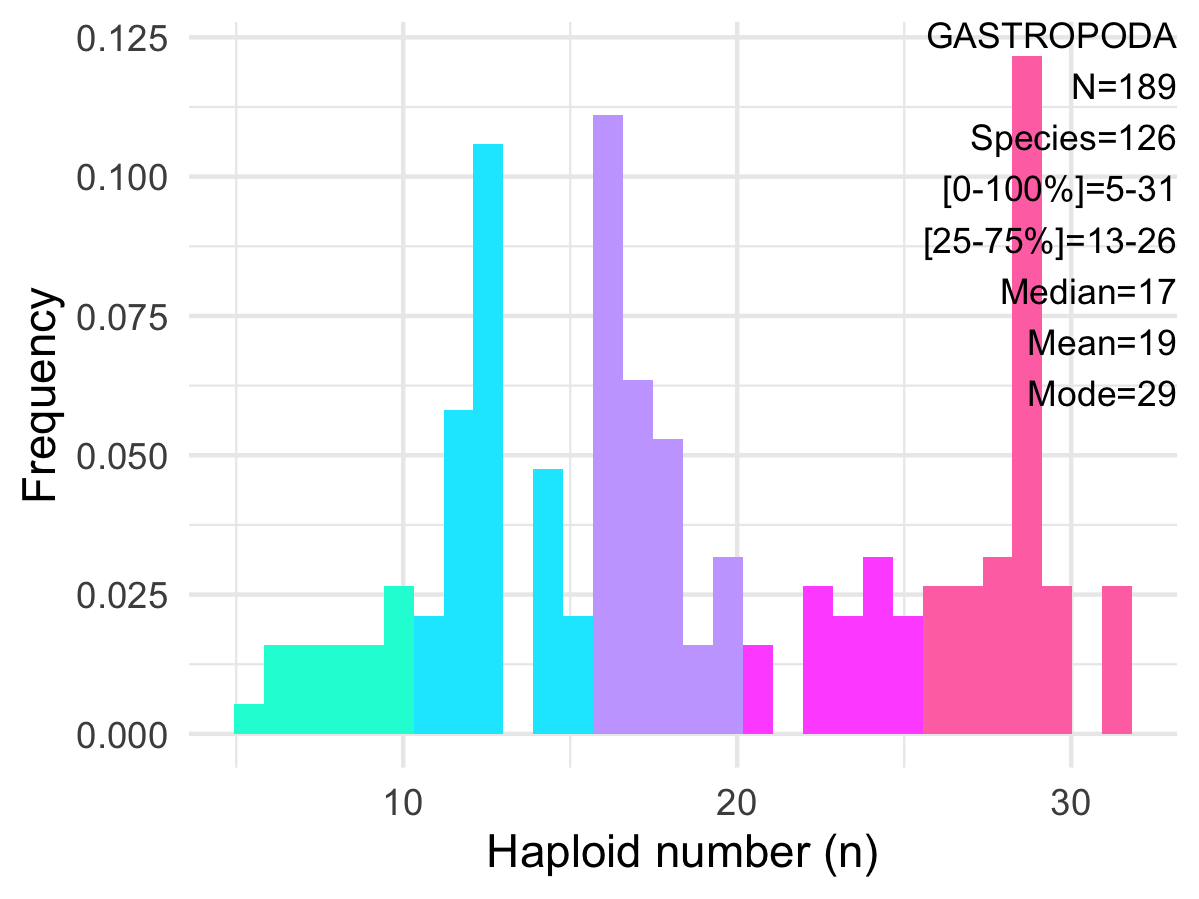 GASTROPODA
N=189
Species=126
[0-100%]=5-31
[25-75%]=13-26
Median=17
Mean=19
Mode=29
Frequency
0.125
0.100
0.075
0.050
0.025
0.000
10 20 30
Haploid number (n)